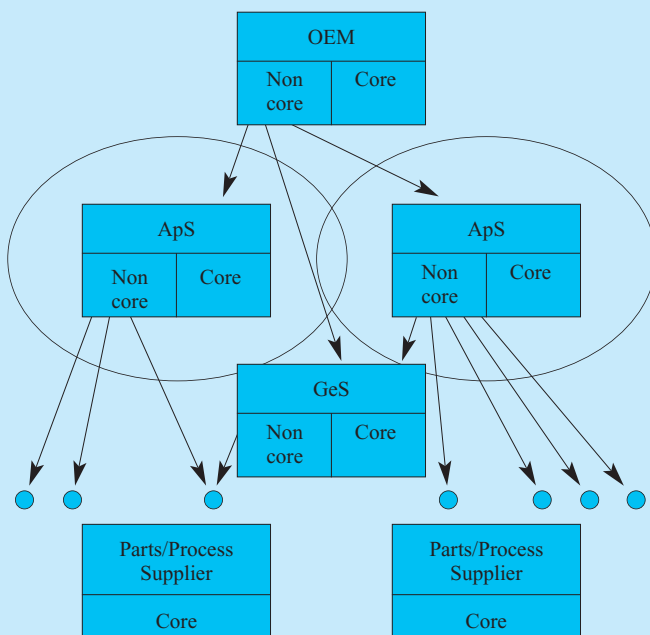 OEM
Non
core
Core
ApS
Non
core
Core
ApS
Non
core
Core
GeS
Non
core
Core
Parts/Process
Supplier
Core
Parts/Process
Supplier
Core